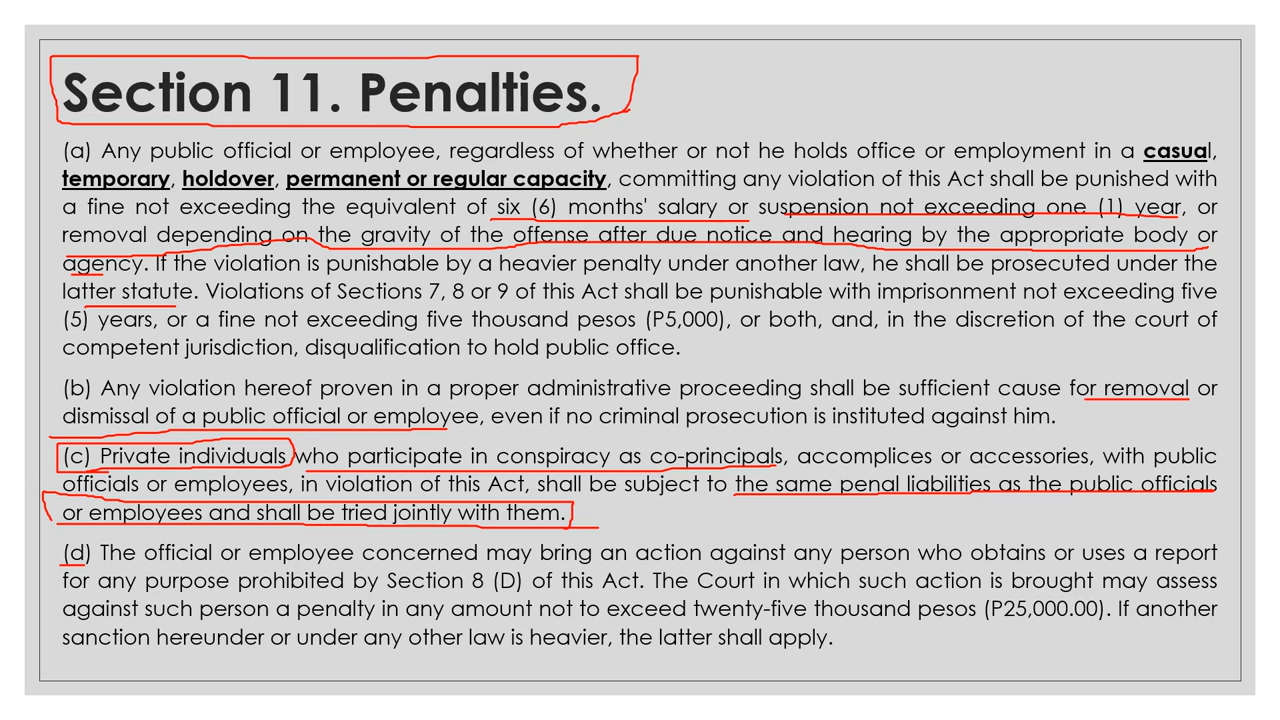 Section 11. Penalties.
(a) Any public official or employee, regardless of whether or not he holds office or employment in a casual,
temporary, holdover, permanent or regular capacity, committing any violation of this Act shall be punished with
a fine not exceeding the equivalent of six (6) months' salary or suspension not exceeding one (1) year, or
removal depending on the gravity of the offense after due notice and hearing by the appropriate body or
agency. If the violation is punishable by a heavier penalty under another law, he shall be prosecuted under the
latter statute. Violations of Sections 7, 8 or 9 of this Act shall be punishable with imprisonment not exceeding five
(5) years, or a fine not exceeding five thousand pesos (P5,000), or both, and, in the discretion of the court of
competent jurisdiction, disqualification to hold public office.
(b) Any violation hereof proven in a proper administrative proceeding shall be sufficient cause for removal or
dismissal of a public official or employee, even if no criminal prosecution is instituted against him.
(c) Private individuals who participate in conspiracy as co-principals, accomplices or accessories, with public
officials or employees, in violation of this Act, shall be subject to the same penal liabilities as the public officials
or employees and shall be tried jointly with them.
(d) The official or employee concerned may bring an action against any person who obtains or uses a report
for any purpose prohibited by Section 8 (D) of this Act. The Court in which such action is brought may assess
against such person a penalty in any amount not to exceed twenty-five thousand pesos (P25,000.00). If another
sanction hereunder or under any other law is heavier, the latter shall apply.